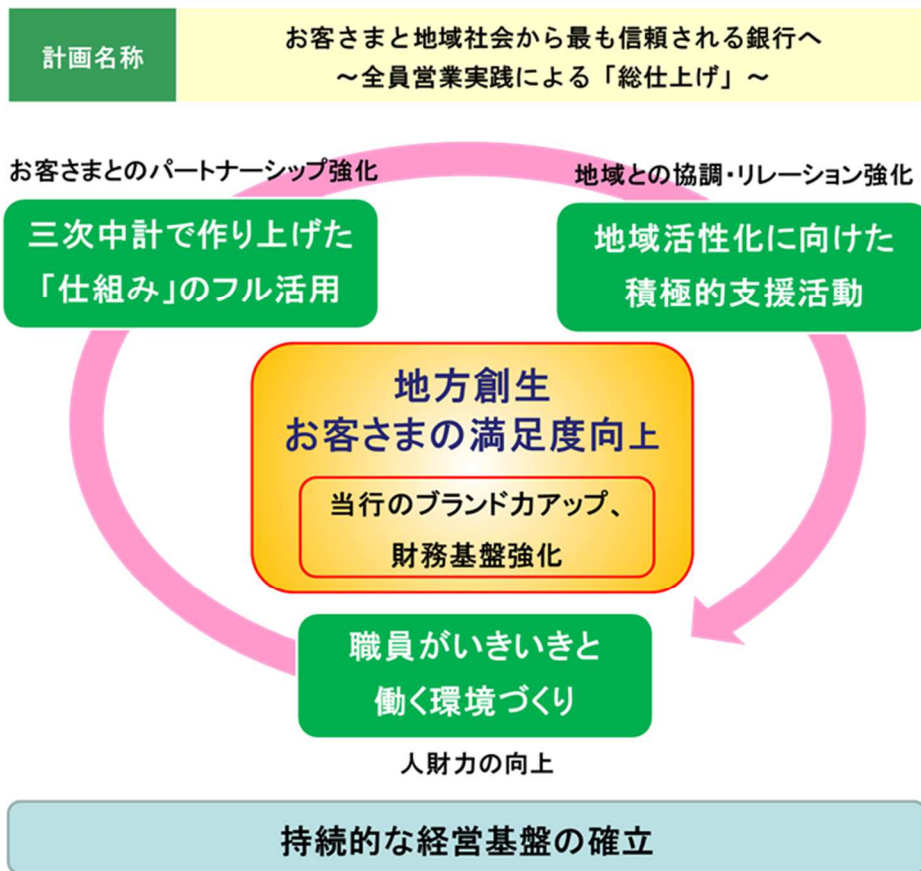 計画名称
お客さまと地域社会から最も信頼される銀行へ
～全員営業実践による「総仕上げ」～
お客さまとのパートナーシップ強化
地域との協調・リレーション強化
三次中計で作り上げた
「仕組み」のフル活用
地域活性化に向けた
積極的支援活動
地方創生
お客さまの満足度向上
当行のブランド力アップ、
財務基盤強化
職員がいきいきと
働く環境づくり
人財力の向上
持続的な経営基盤の確立